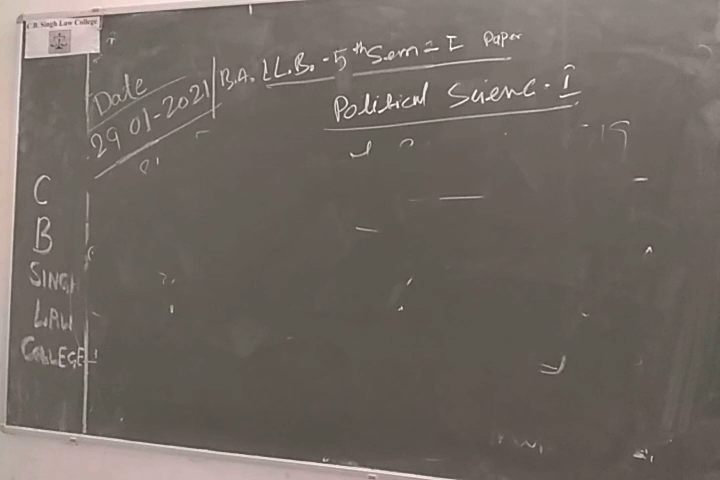 C.B. Singh Law College
Date
29 01-2021
B.A. LL.B. - 5th Sem = I Paper
Political Science - I
C
B
SINGH
LAW
COLLEGE